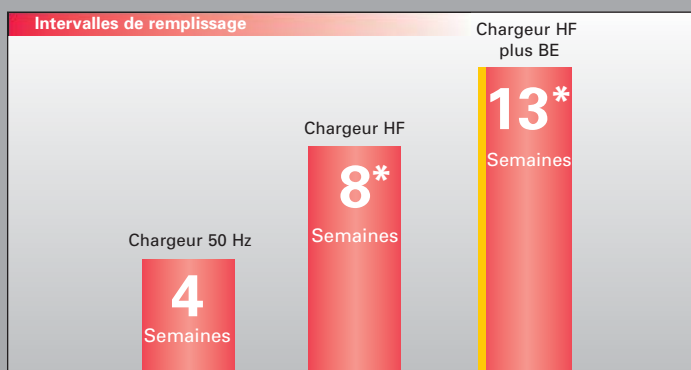 Intervalles de remplissage
Chargeur HF
plus BE
13*
Semaines
Chargeur HF
8*
Semaines
Chargeur 50 Hz
4
Semaines